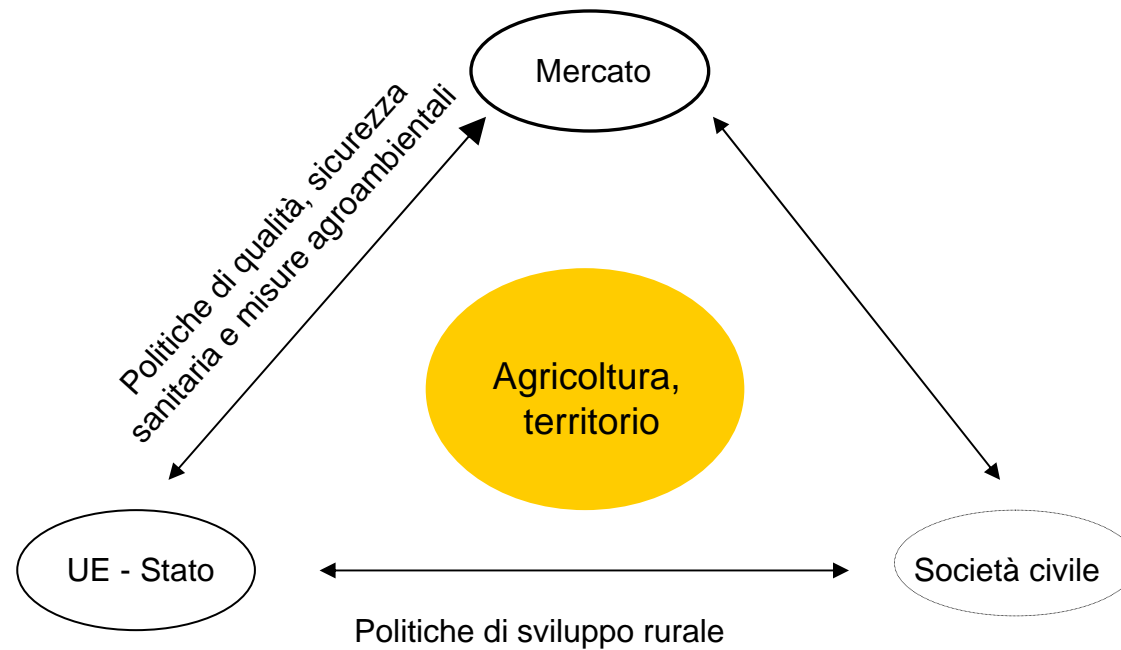 Mercato
Politiche di qualità, sicurezza
sanitaria e misure agroambientali
Agricoltura,
territorio
UE - Stato
Società civile
Politiche di sviluppo rurale